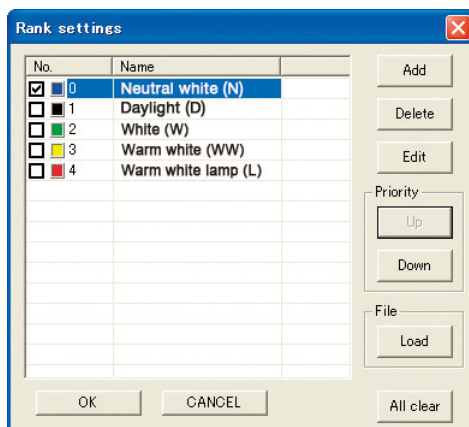 Rank settings
No. Name
0 Neutral white (N)
1 Daylight (D)
2 White (W)
3 Warm white (WW)
4 Warm white lamp (L)
Add
Delete
Edit
Priority
Up
Down
File
Load
OK CANCEL All clear